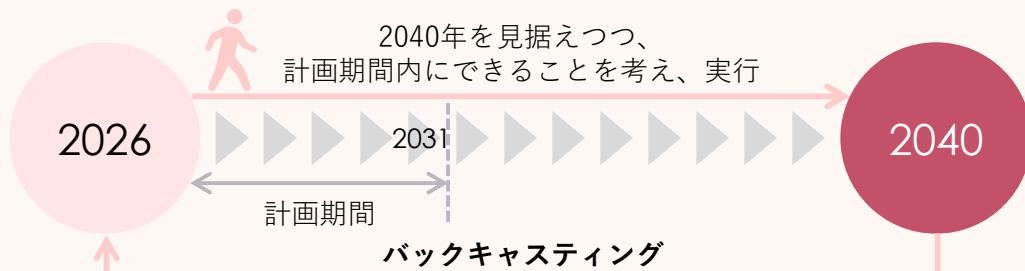 2040年を見据えつつ、
計画期間内にできることを考え、実行
2026
2031
2040
計画期間
バックキャスティング